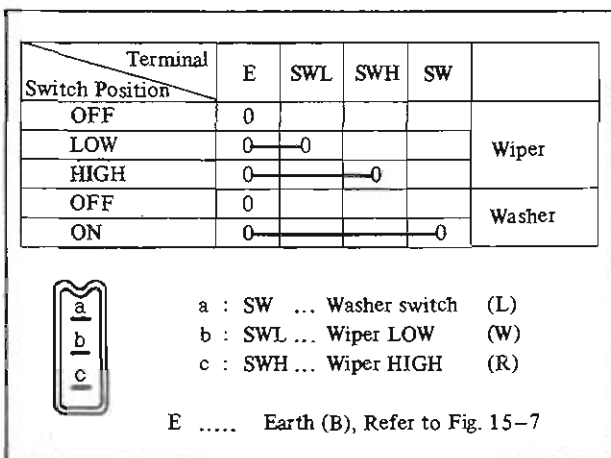 Terminal E SWL SWH SW
Switch Position
OFF 0
LOW 0 0 Wiper
HIGH 0 0
OFF 0 Washer
ON 0 0
a a : SW ... Washer switch (L)
b b : SWL ... Wiper LOW (W)
c c : SWH ... Wiper HIGH (R)
E ..... Earth (B), Refer to Fig. 15–7